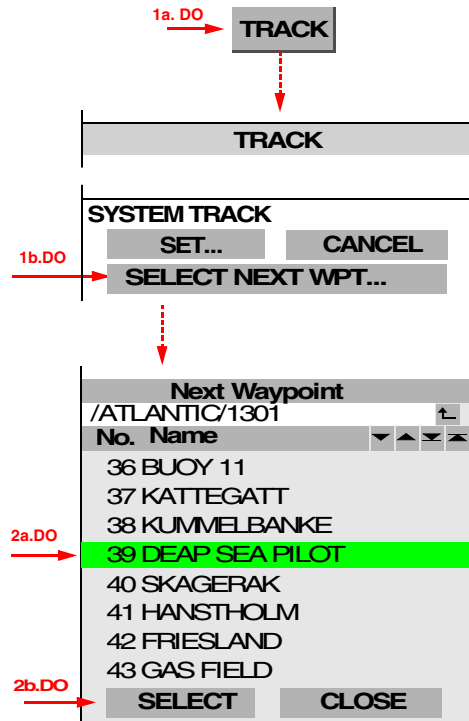 1a. DO
TRACK
TRACK
SYSTEM TRACK
SET... CANCEL
1b.DO
SELECT NEXT WPT...
Next Waypoint
/ATLANTIC/1301
No. Name
36 BUOY 11
37 KATTEGATT
38 KUMMELBANKE
2a.DO
39 DEAP SEA PILOT
40 SKAGERAK
41 HANSTHOLM
42 FRIESLAND
43 GAS FIELD
2b.DO
SELECT CLOSE